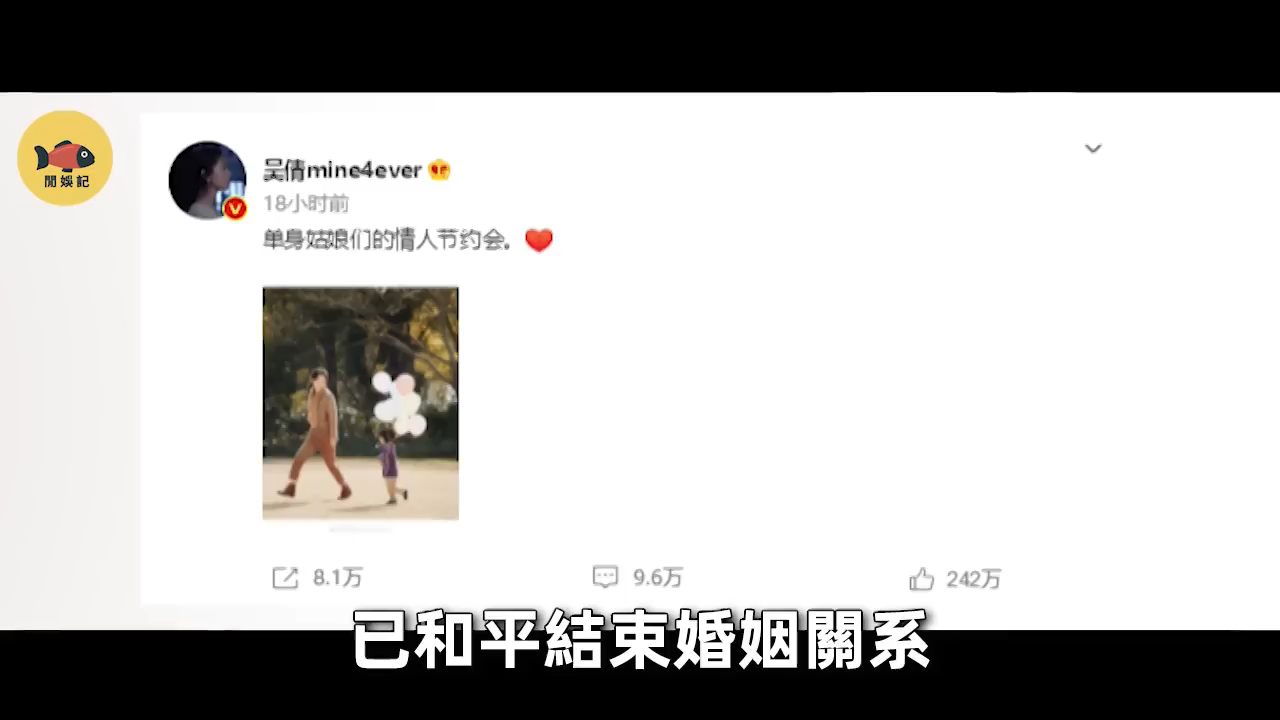 閒娛記
吴倩mine4ever
18小时前
单身姑娘们的情人节约会。
8.1万
9.6万
242万
已和平結束婚姻關系